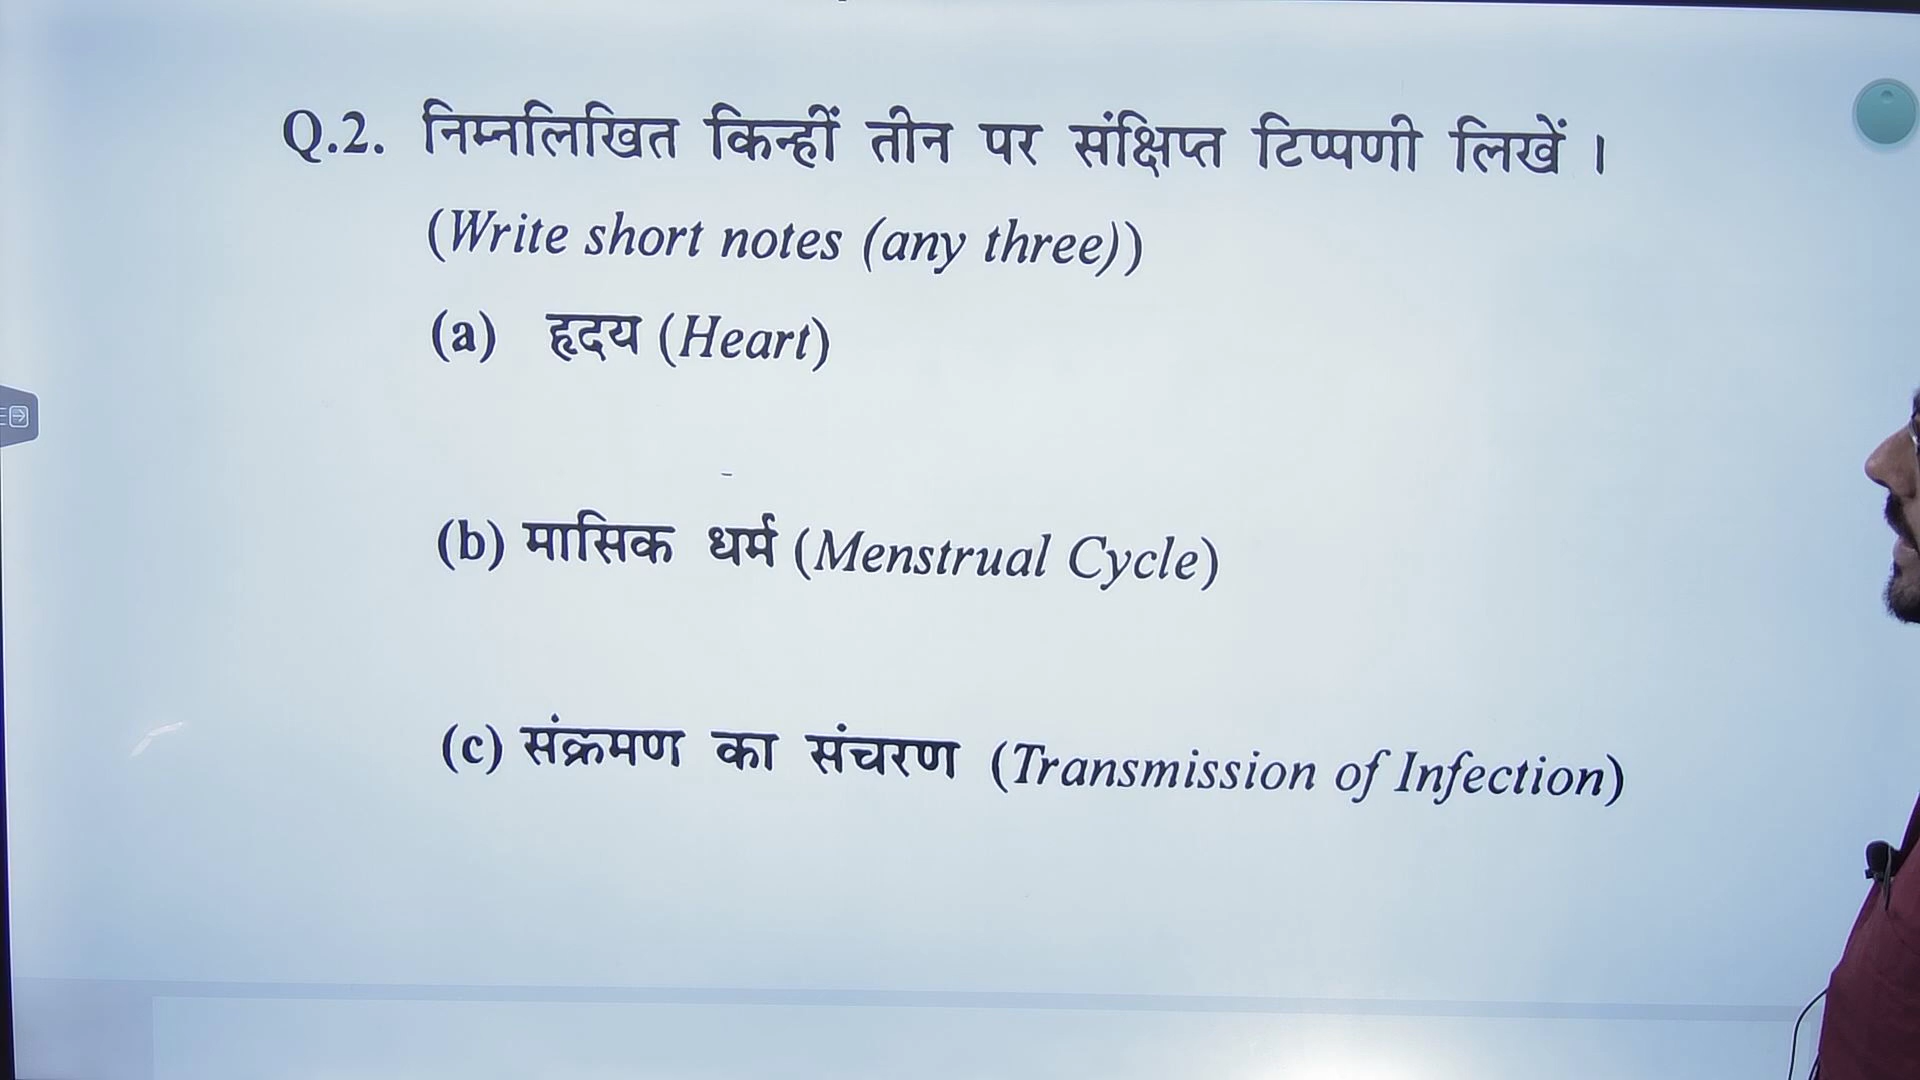 Q.2. निम्नलिखित किन्हीं तीन पर संक्षिप्त टिप्पणी लिखें ।
(Write short notes (any three))
(a) हृदय (Heart)
(b) मासिक धर्म (Menstrual Cycle)
(c) संक्रमण का संचरण (Transmission of Infection)